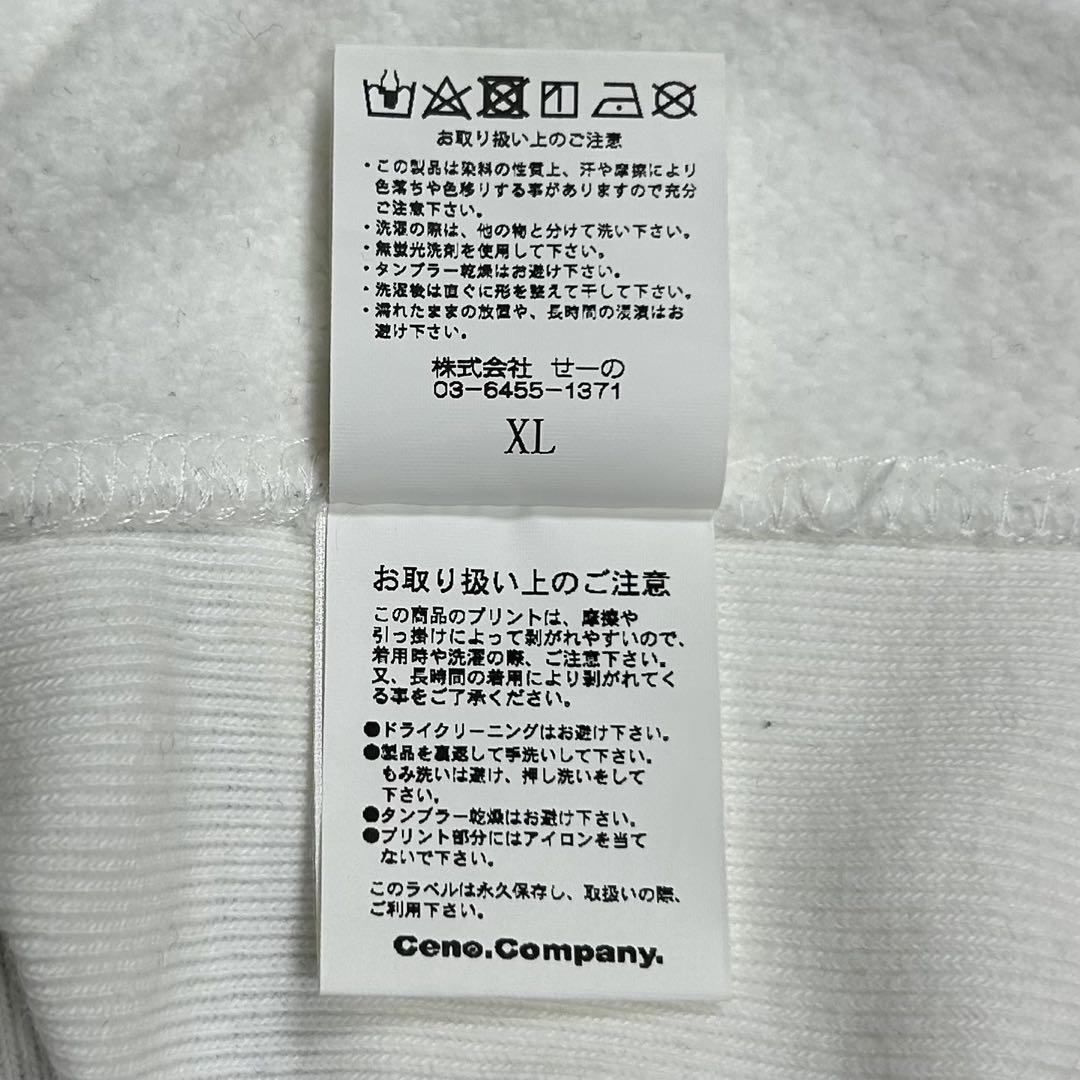 お取り扱い上のご注意
・この製品は染料の性質上、汗や摩擦により
色落ちや色移りする事がありますので充分
ご注意下さい。
・洗濯の際は、他の物と分けて洗い下さい。
・無蛍光洗剤を使用して下さい。
・タンブラー乾燥はお避け下さい。
・洗濯後は直ぐに形を整えて干して下さい。
・濡れたままの放置や、長時間の浸漬はお
避け下さい。
株式会社 せーの
03-6455-1371
XL
お取り扱い上のご注意
この商品のプリントは、摩擦や
引っ掛けによって剥がれやすいので、
着用時や洗濯の際、ご注意下さい。
又、長時間の着用により剥がれてく
る事をご了承ください。
●ドライクリーニングはお避け下さい。
●製品を裏返して手洗いして下さい。
もみ洗いは避け、押し洗いをして
下さい。
●タンブラー乾燥はお避け下さい。
●プリント部分にはアイロンを当て
ないで下さい。
このラベルは永久保存し、取扱いの際、
ご利用下さい。
Ceno.Company.